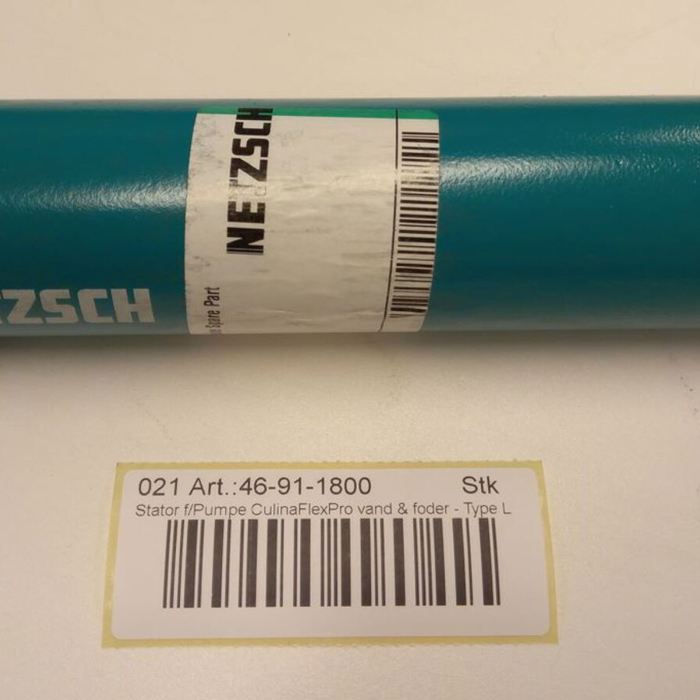 NETZSCH
Spare Part
ZSCH
021 Art.:46-91-1800 Stk
Stator f/Pumpe CulinaFlexPro vand & foder - Type L